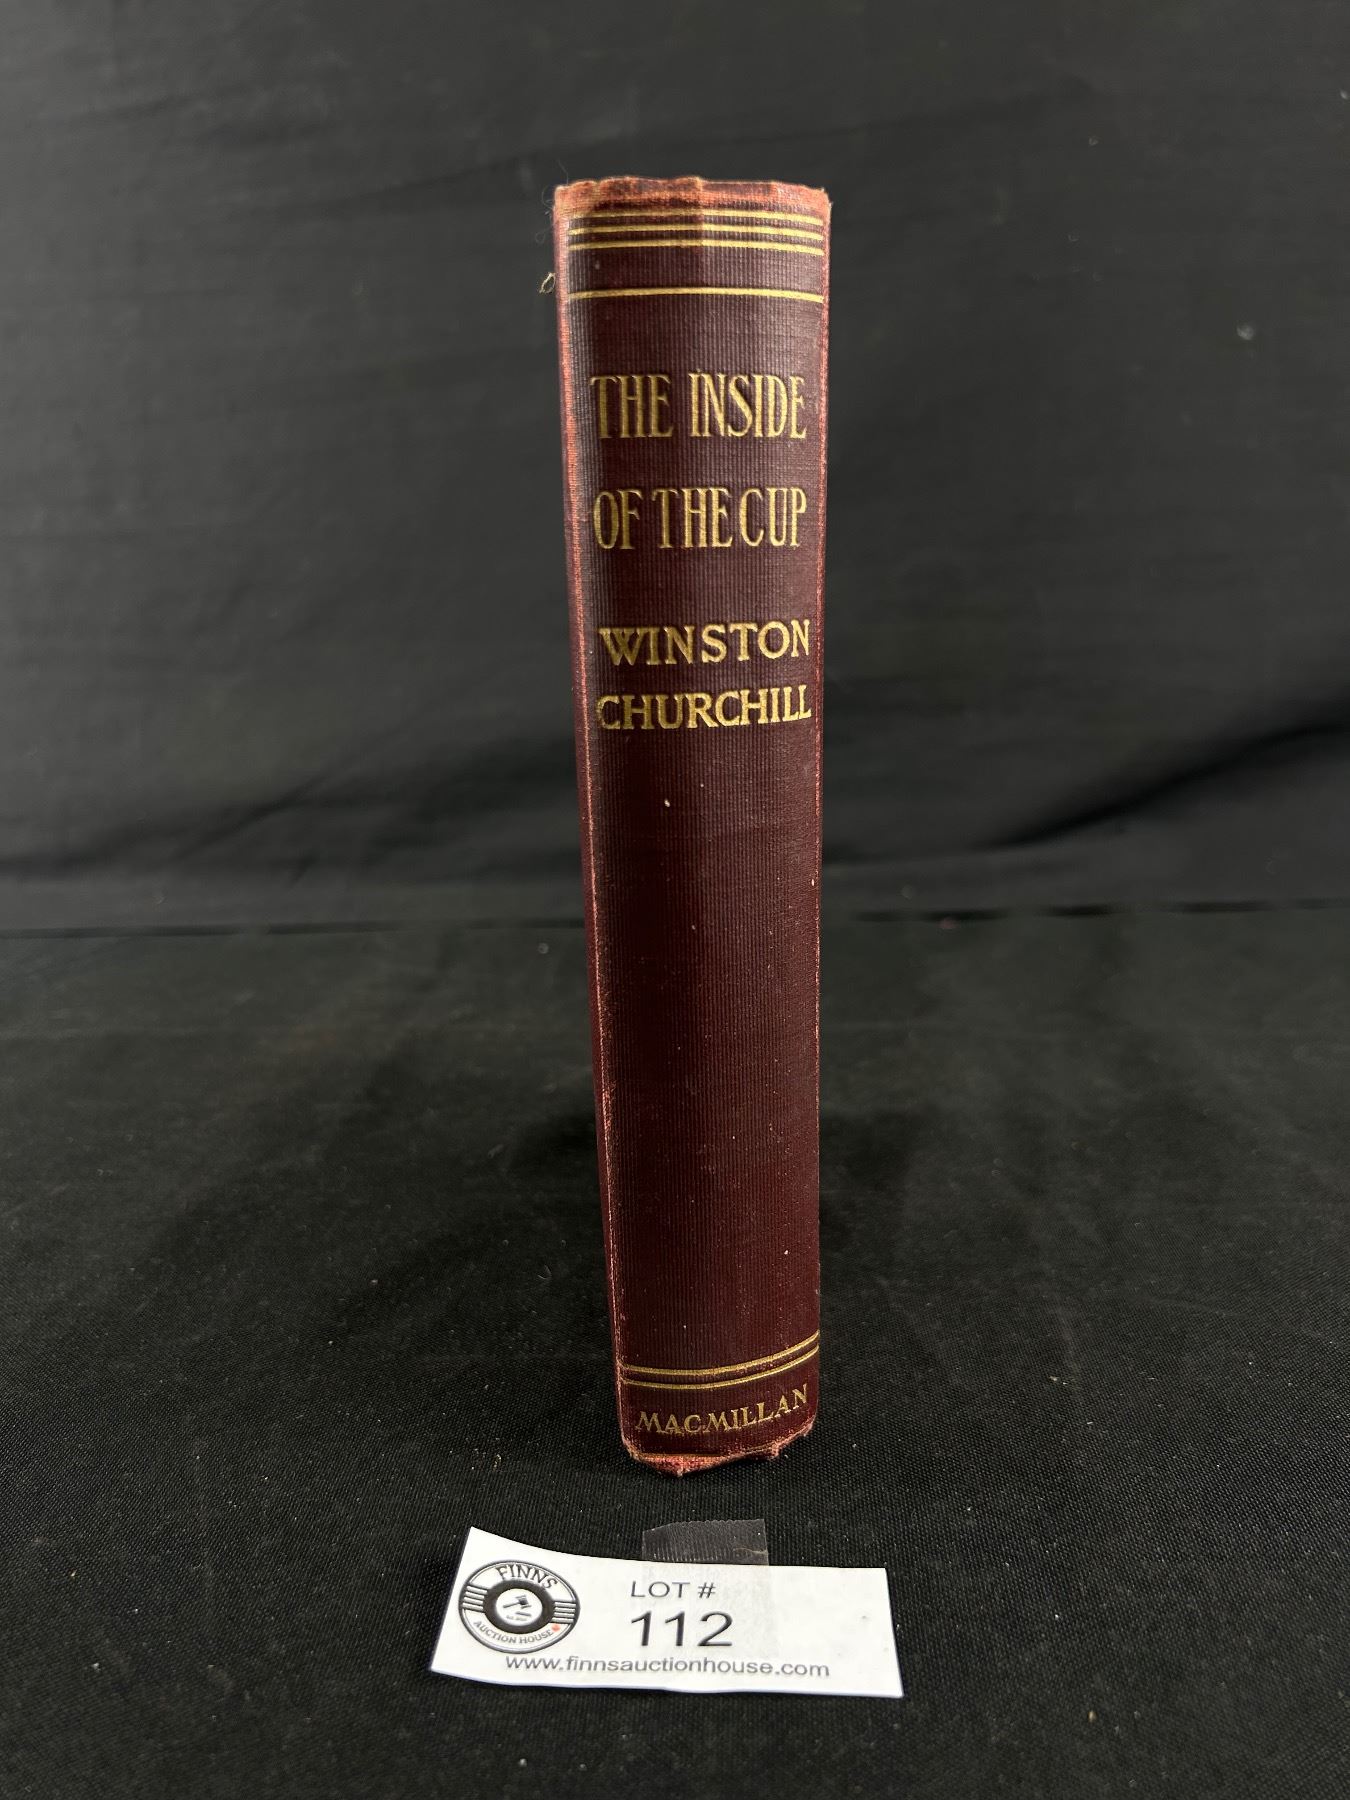 THE INSIDE
OF THE CUP
WINSTON
CHURCHILL
MACMILLAN
FINNS
AUCTION HOUSE
LOT #
112
www.finnsauctionhouse.com